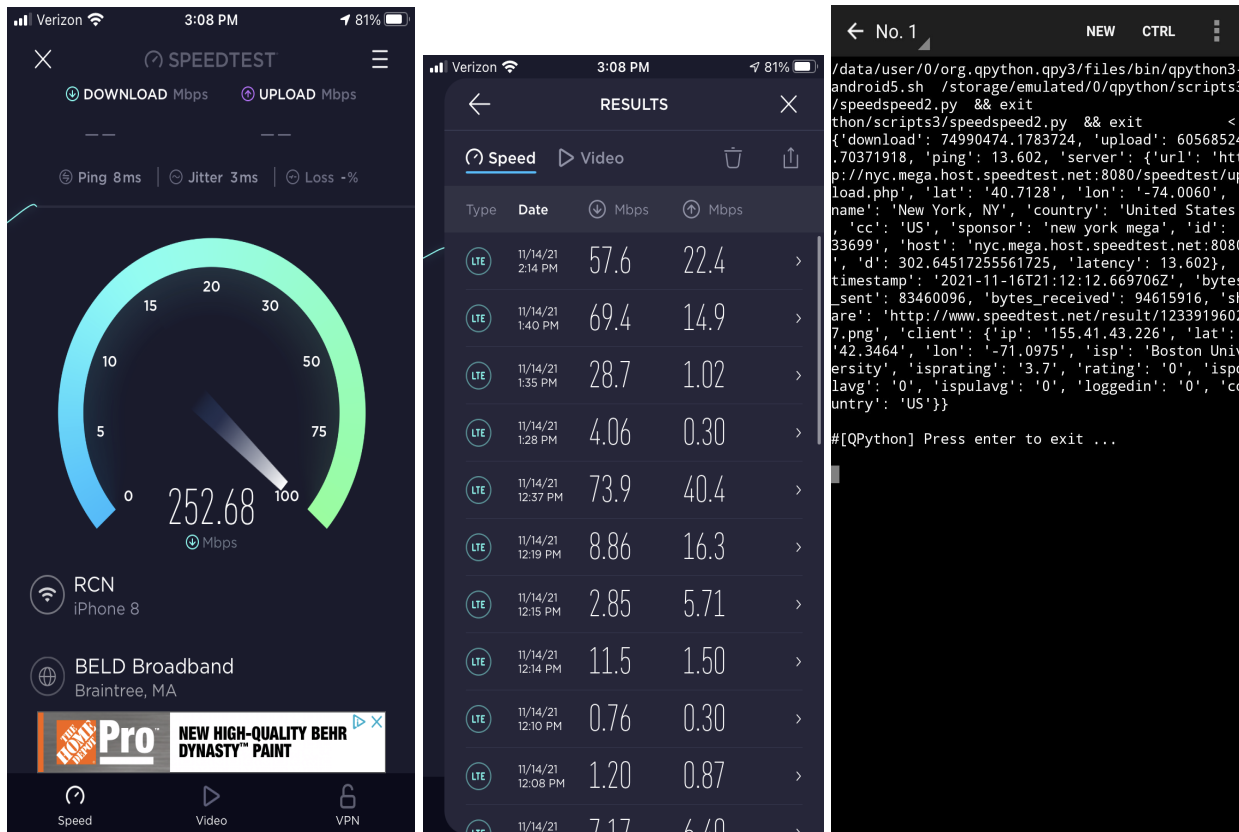 Verizon 3:08 PM 81%
SPEEDTEST
DOWNLOAD Mbps UPLOAD Mbps
— — — —
Ping 8ms Jitter 3ms Loss -%
0
5
10
15
20
30
50
75
100
252.68
Mbps
RCN
iPhone 8
BELD Broadband
Braintree, MA
THE HOME DEPOT Pro™ NEW HIGH-QUALITY BEHR
DYNASTY™ PAINT
Speed Video VPN
Verizon 3:08 PM 81%
RESULTS
Speed Video
Type Date Mbps Mbps
LTE 11/14/21 2:14 PM 57.6 22.4
LTE 11/14/21 1:40 PM 69.4 14.9
LTE 11/14/21 1:35 PM 28.7 1.02
LTE 11/14/21 1:28 PM 4.06 0.30
LTE 11/14/21 12:37 PM 73.9 40.4
LTE 11/14/21 12:19 PM 8.86 16.3
LTE 11/14/21 12:15 PM 2.85 5.71
LTE 11/14/21 12:14 PM 11.5 1.50
LTE 11/14/21 12:10 PM 0.76 0.30
LTE 11/14/21 12:08 PM 1.20 0.87
LTE 11/14/21 7.17 6.40
No. 1 NEW CTRL
/data/user/0/org.qpython.qpy3/files/bin/qpython3-
android5.sh /storage/emulated/0/qpython/scripts3
/speedspeed2.py && exit
thon/scripts3/speedspeed2.py && exit <
{'download': 74990474.1783724, 'upload': 60568524
.70371918, 'ping': 13.602, 'server': {'url': 'htt
p://nyc.mega.host.speedtest.net:8080/speedtest/up
load.php', 'lat': '40.7128', 'lon': '-74.0060', '
name': 'New York, NY', 'country': 'United States'
, 'cc': 'US', 'sponsor': 'new york mega', 'id': '
33699', 'host': 'nyc.mega.host.speedtest.net:8080
', 'd': 302.64517255561725, 'latency': 13.602}, '
timestamp': '2021-11-16T21:12:12.669706Z', 'bytes
_sent': 83460096, 'bytes_received': 94615916, 'sh
are': 'http://www.speedtest.net/result/1233919602
7.png', 'client': {'ip': '155.41.43.226', 'lat':
'42.3464', 'lon': '-71.0975', 'isp': 'Boston Univ
ersity', 'isprating': '3.7', 'rating': '0', 'ispd
lavg': '0', 'ispulavg': '0', 'loggedin': '0', 'co
untry': 'US'}}
#[QPython] Press enter to exit ...